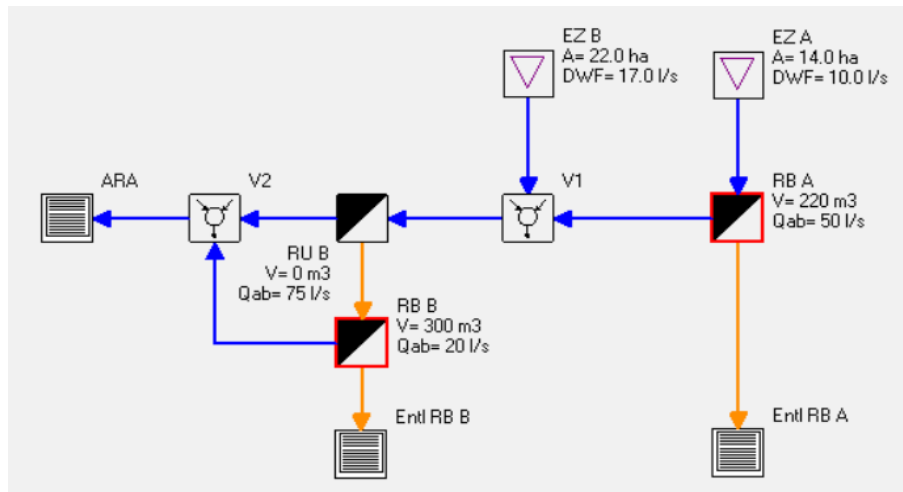 EZ B
A= 22.0 ha
DWF= 17.0 l/s
EZ A
A= 14.0 ha
DWF= 10.0 l/s
ARA
V2
V1
RB A
V= 220 m3
Qab= 50 l/s
RU B
V= 0 m3
Qab= 75 l/s
RB B
V= 300 m3
Qab= 20 l/s
Entl RB B
Entl RB A